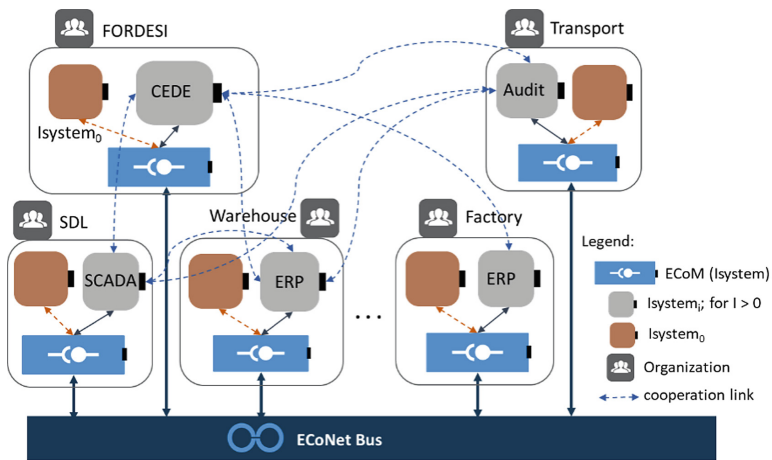 FORDESI
Transport
CEDE
Audit
Isystem₀
SDL
Warehouse
Factory
Legend:
SCADA
ERP
ERP
ECoM (Isystem)
Isystemᵢ; for I > 0
Isystem₀
...
Organization
cooperation link
ECoNet Bus